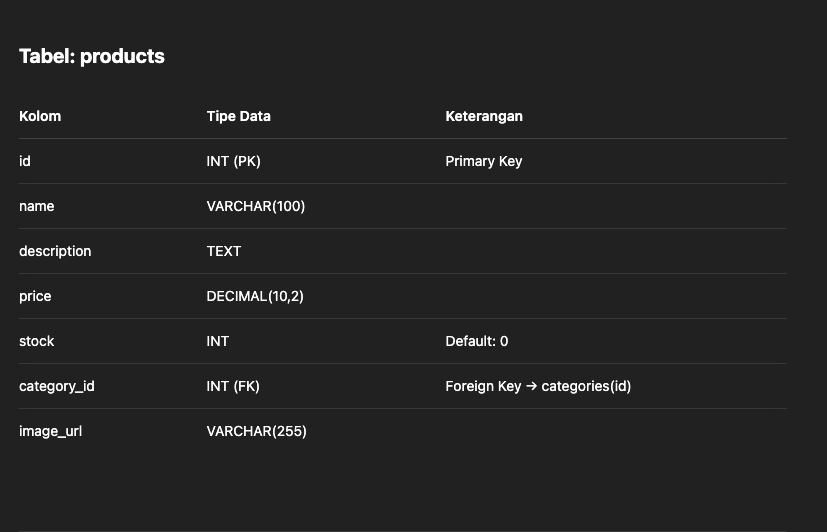 Tabel: products
Kolom Tipe Data Keterangan
id INT (PK) Primary Key
name VARCHAR(100)
description TEXT
price DECIMAL(10,2)
stock INT Default: 0
category_id INT (FK) Foreign Key → categories(id)
image_url VARCHAR(255)